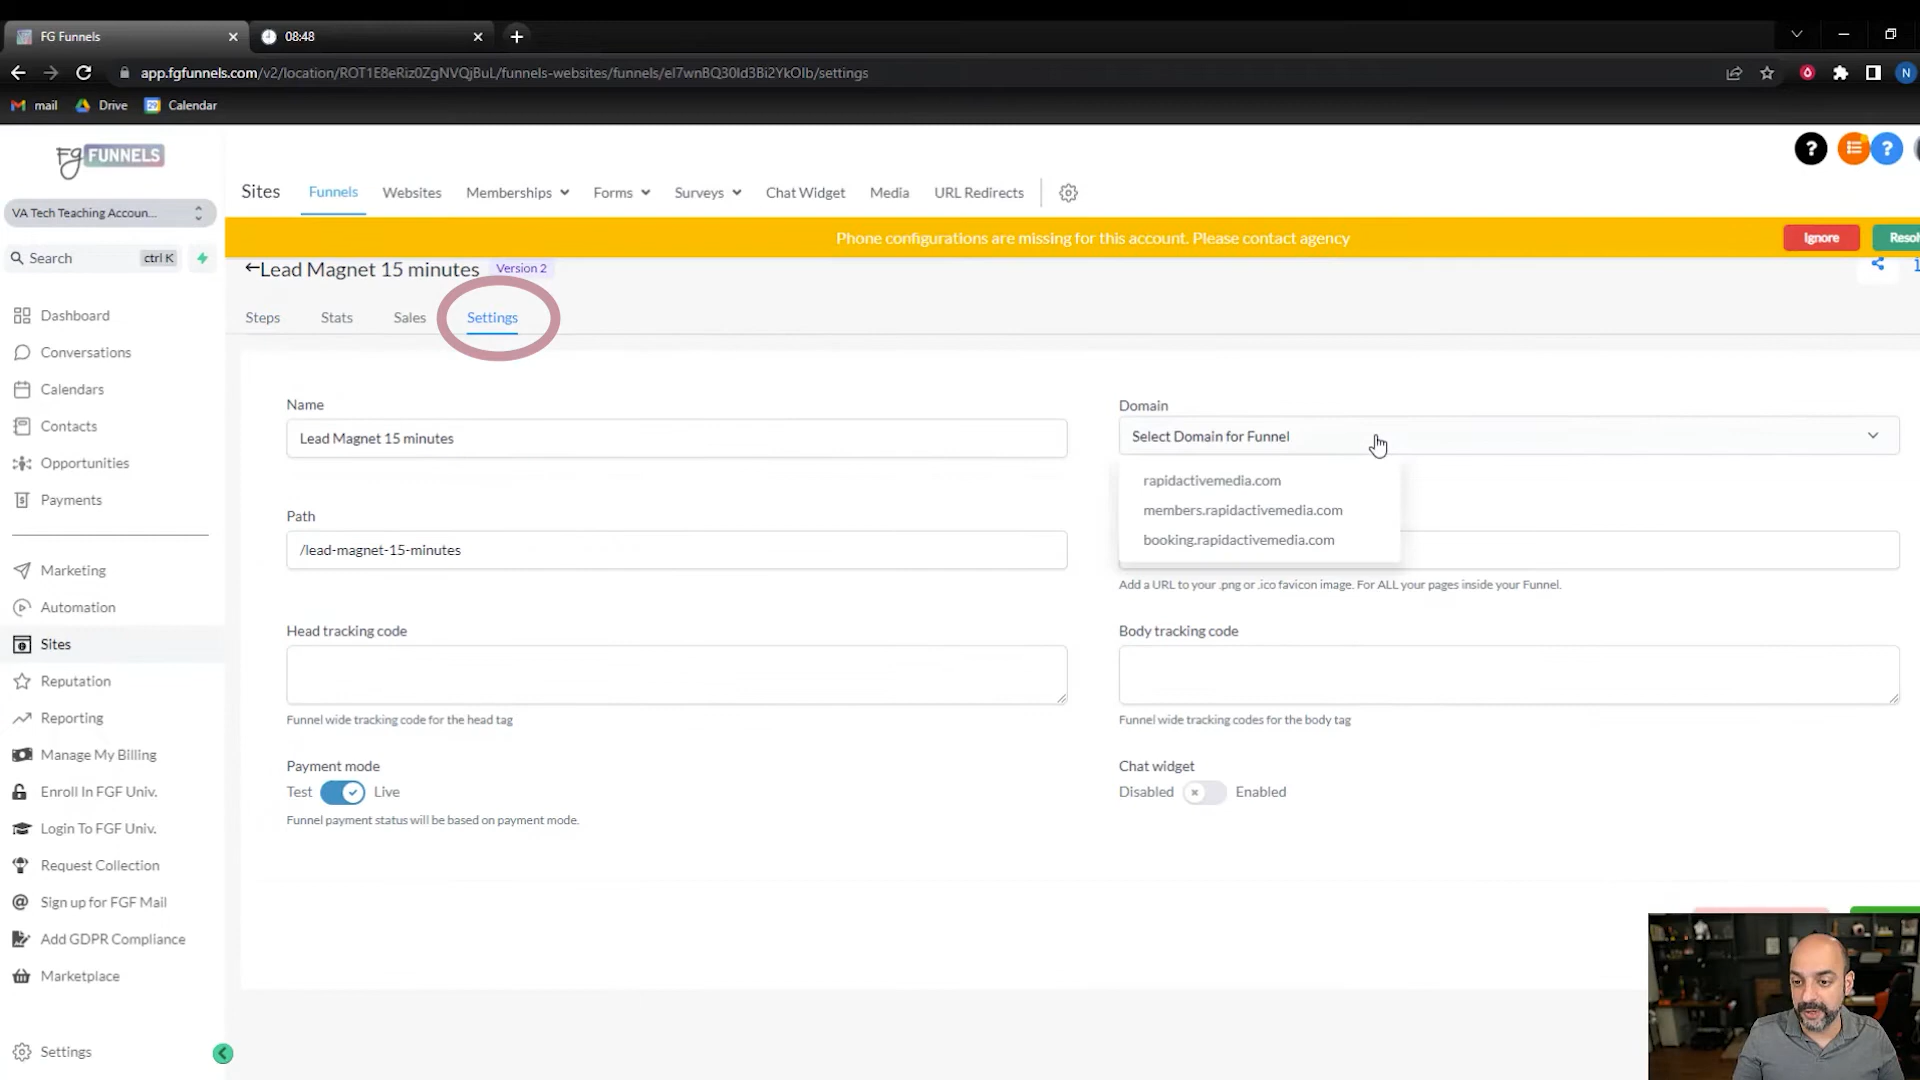 FG Funnels
08:48
app.fgfunnels.com/v2/location/ROT1E8eRiz0ZgNVQjBuL/funnels-websites/funnels/eI7wnBQ30Id3Bi2YkOIb/settings
N
mail Drive Calendar
Fg FUNNELS
VA Tech Teaching Accoun...
Search ctrl K
Dashboard
Conversations
Calendars
Contacts
Opportunities
Payments
Marketing
Automation
Sites
Reputation
Reporting
Manage My Billing
Enroll In FGF Univ.
Login To FGF Univ.
Request Collection
Sign up for FGF Mail
Add GDPR Compliance
Marketplace
Settings
Sites Funnels Websites Memberships Forms Surveys Chat Widget Media URL Redirects
Phone configurations are missing for this account. Please contact agency Ignore Resol
Lead Magnet 15 minutes Version 2
Steps Stats Sales Settings
Name
Lead Magnet 15 minutes
Domain
Select Domain for Funnel
rapidactivemedia.com
members.rapidactivemedia.com
booking.rapidactivemedia.com
Path
/lead-magnet-15-minutes
Add a URL to your .png or .ico favicon image. For ALL your pages inside your Funnel.
Head tracking code
Funnel wide tracking code for the head tag
Body tracking code
Funnel wide tracking codes for the body tag
Payment mode
Test Live
Funnel payment status will be based on payment mode.
Chat widget
Disabled Enabled